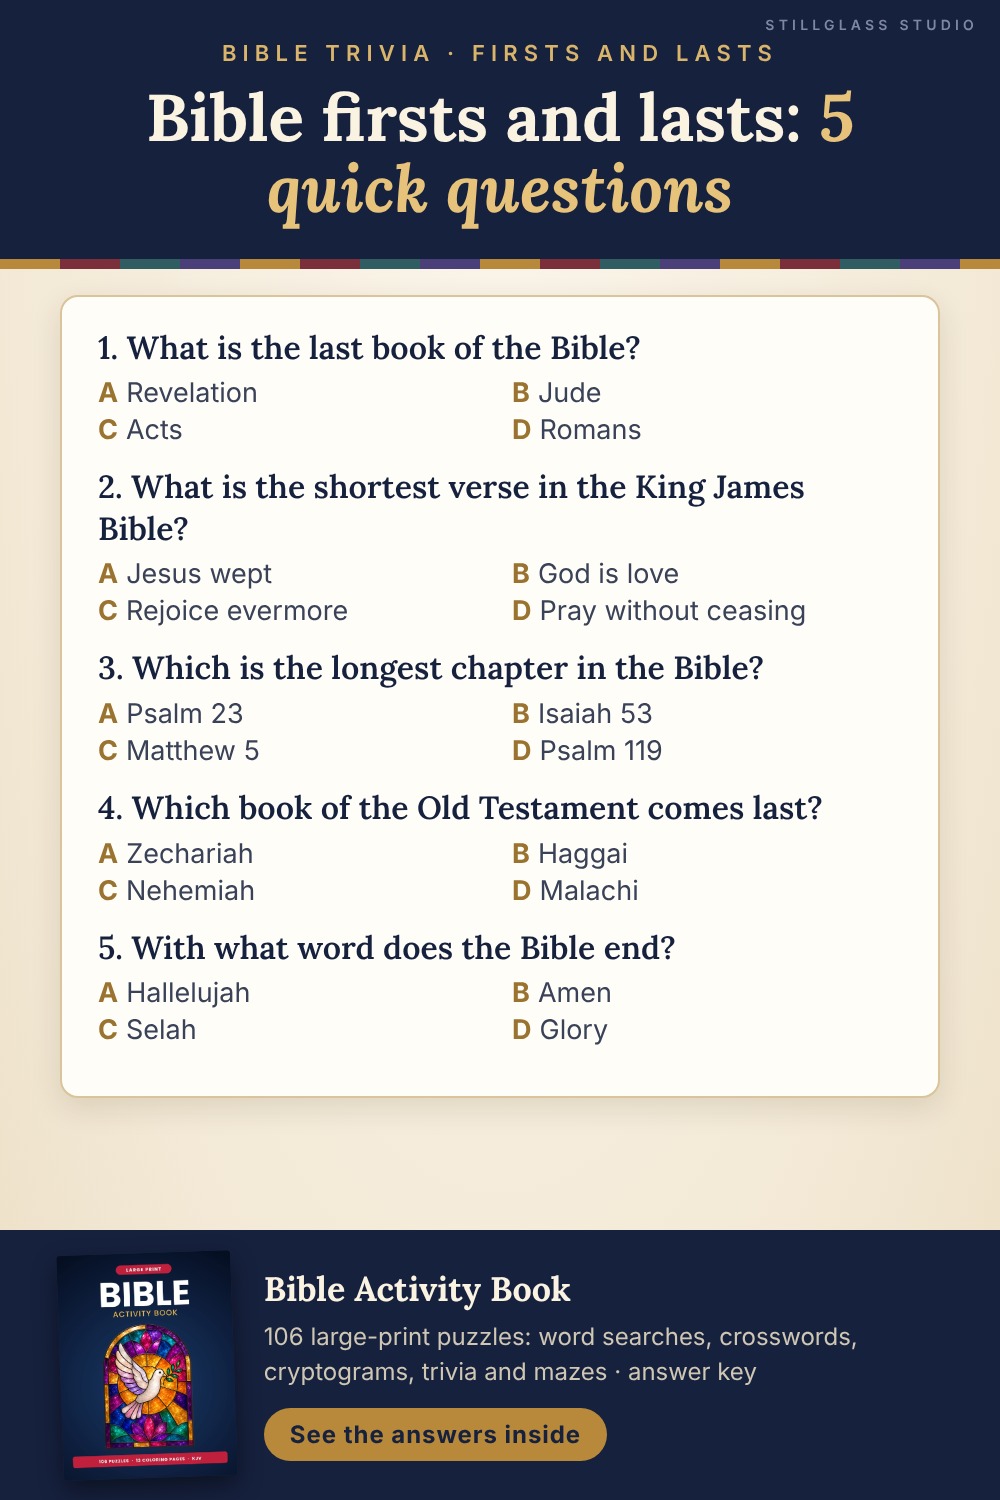 STILLGLASS STUDIO
BIBLE TRIVIA · FIRSTS AND LASTS
Bible firsts and lasts: 5
quick questions
1. What is the last book of the Bible?
A Revelation B Jude
C Acts D Romans
2. What is the shortest verse in the King James
Bible?
A Jesus wept B God is love
C Rejoice evermore D Pray without ceasing
3. Which is the longest chapter in the Bible?
A Psalm 23 B Isaiah 53
C Matthew 5 D Psalm 119
4. Which book of the Old Testament comes last?
A Zechariah B Haggai
C Nehemiah D Malachi
5. With what word does the Bible end?
A Hallelujah B Amen
C Selah D Glory
LARGE PRINT
BIBLE
ACTIVITY BOOK
106 PUZZLES · 12 COLORING PAGES · KJV
Bible Activity Book
106 large-print puzzles: word searches, crosswords,
cryptograms, trivia and mazes · answer key
See the answers inside